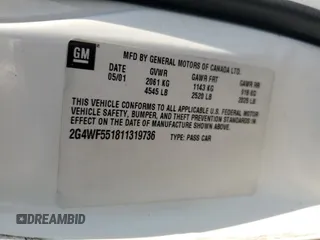 GM
MFD BY GENERAL MOTORS OF CANADA LTD.
DATE GVWR GAWR FRT GAWR RR
05/01 2061 KG 1143 KG 918 KG
4545 LB 2520 LB 2025 LB
THIS VEHICLE CONFORMS TO ALL APPLICABLE U.S. FEDERAL MOTOR
VEHICLE SAFETY, BUMPER, AND THEFT PREVENTION STANDARDS IN
EFFECT ON THE DATE OF MANUFACTURE SHOWN ABOVE.
2G4WF551811319736 TYPE: PASS CAR
DREAMBID